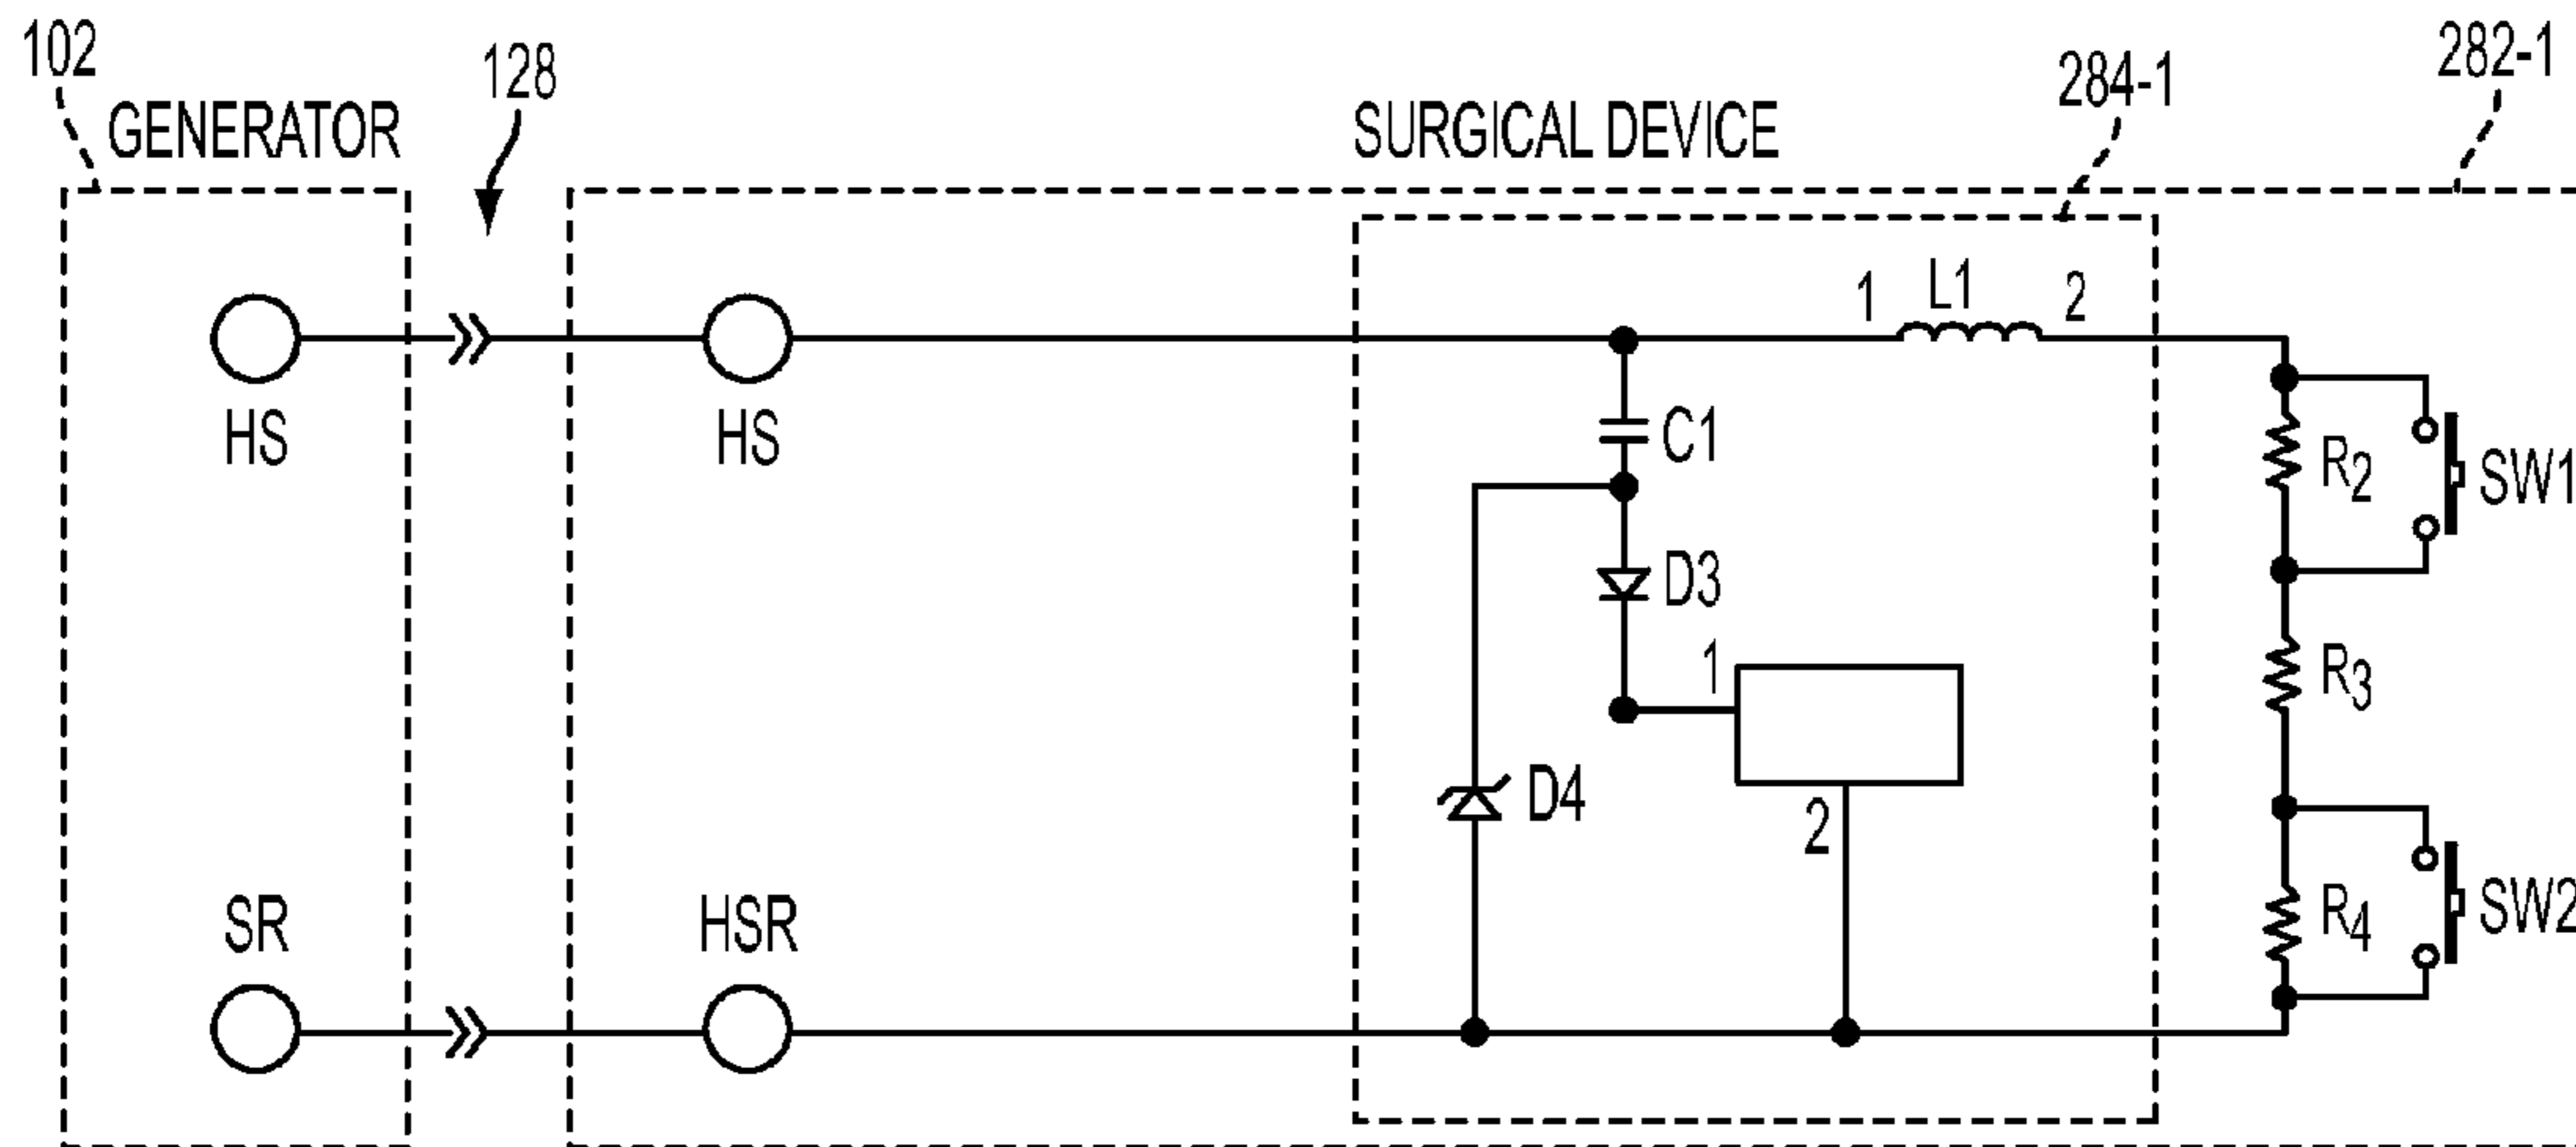 102
GENERATOR
128
SURGICAL DEVICE
284-1
282-1
HS
HS
1
L1
2
C1
R2
SW1
D3
1
R3
D4
2
SR
HSR
R4
SW2